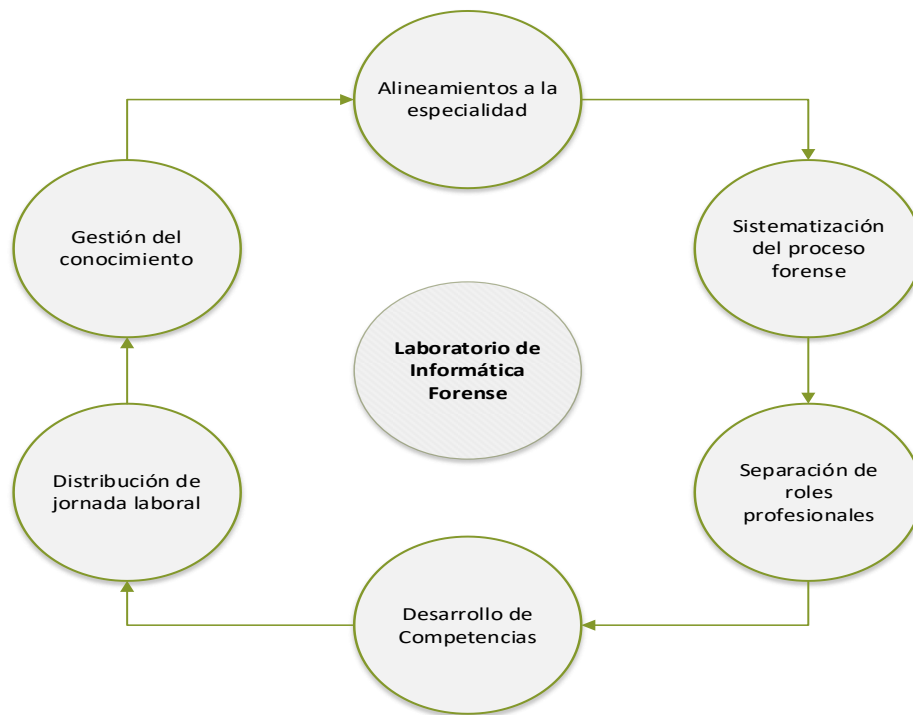 Alineamientos a la
especialidad
Sistematización
del proceso
forense
Separación de
roles
profesionales
Desarrollo de
Competencias
Distribución de
jornada laboral
Gestión del
conocimiento
Laboratorio de
Informática
Forense